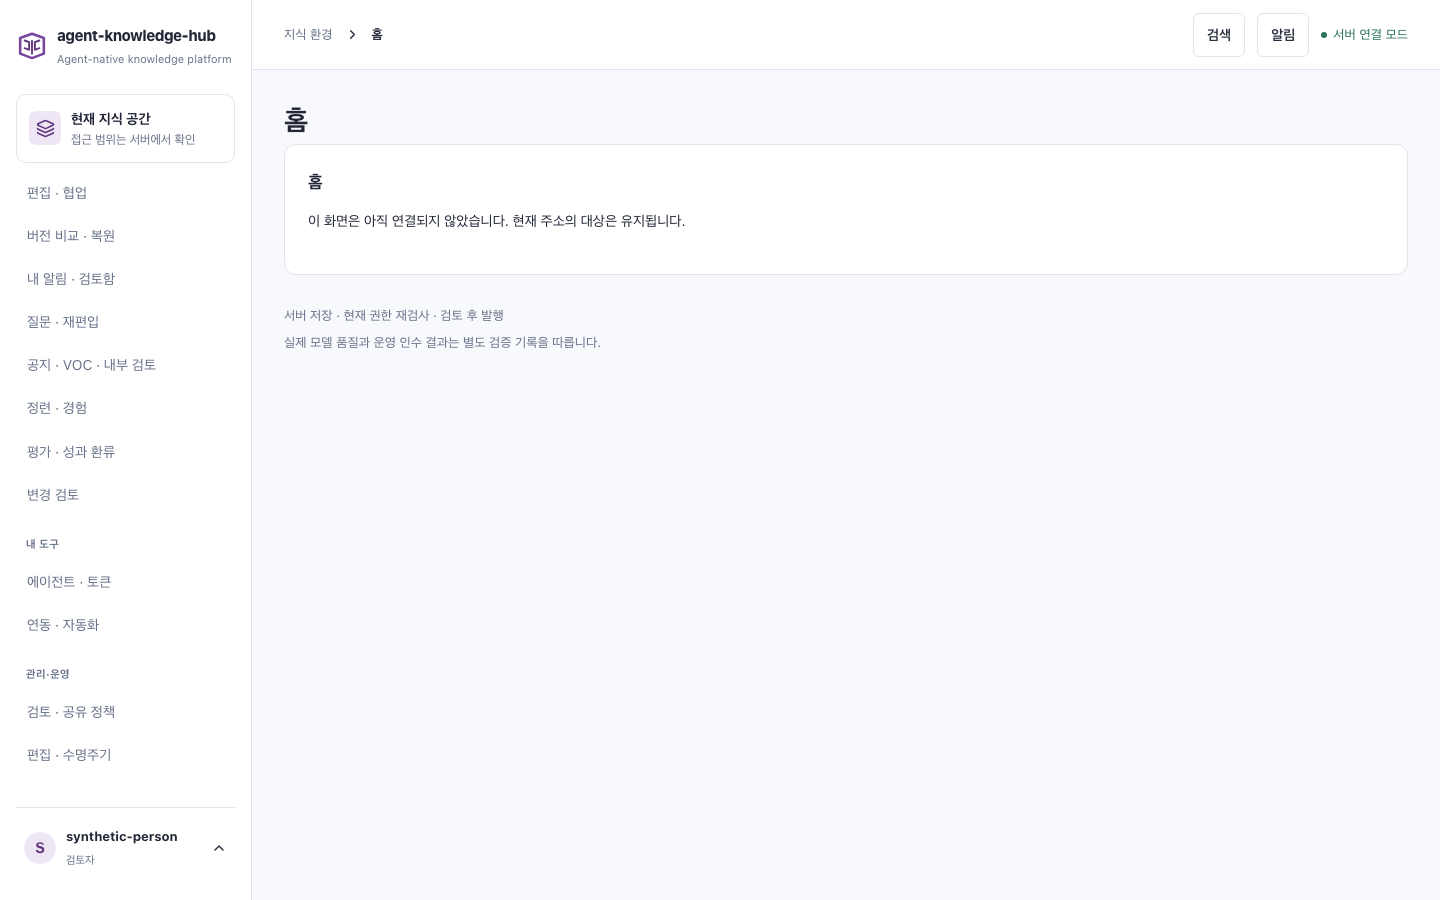 agent-knowledge-hub
Agent-native knowledge platform
현재 지식 공간
접근 범위는 서버에서 확인
편집 · 협업
버전 비교 · 복원
내 알림 · 검토함
질문 · 재편입
공지 · VOC · 내부 검토
정련 · 경험
평가 · 성과 환류
변경 검토
내 도구
에이전트 · 토큰
연동 · 자동화
관리·운영
검토 · 공유 정책
편집 · 수명주기
S
synthetic-person
검토자
지식 환경
홈
검색
알림
서버 연결 모드
홈
홈
이 화면은 아직 연결되지 않았습니다. 현재 주소의 대상은 유지됩니다.
서버 저장 · 현재 권한 재검사 · 검토 후 발행
실제 모델 품질과 운영 인수 결과는 별도 검증 기록을 따릅니다.